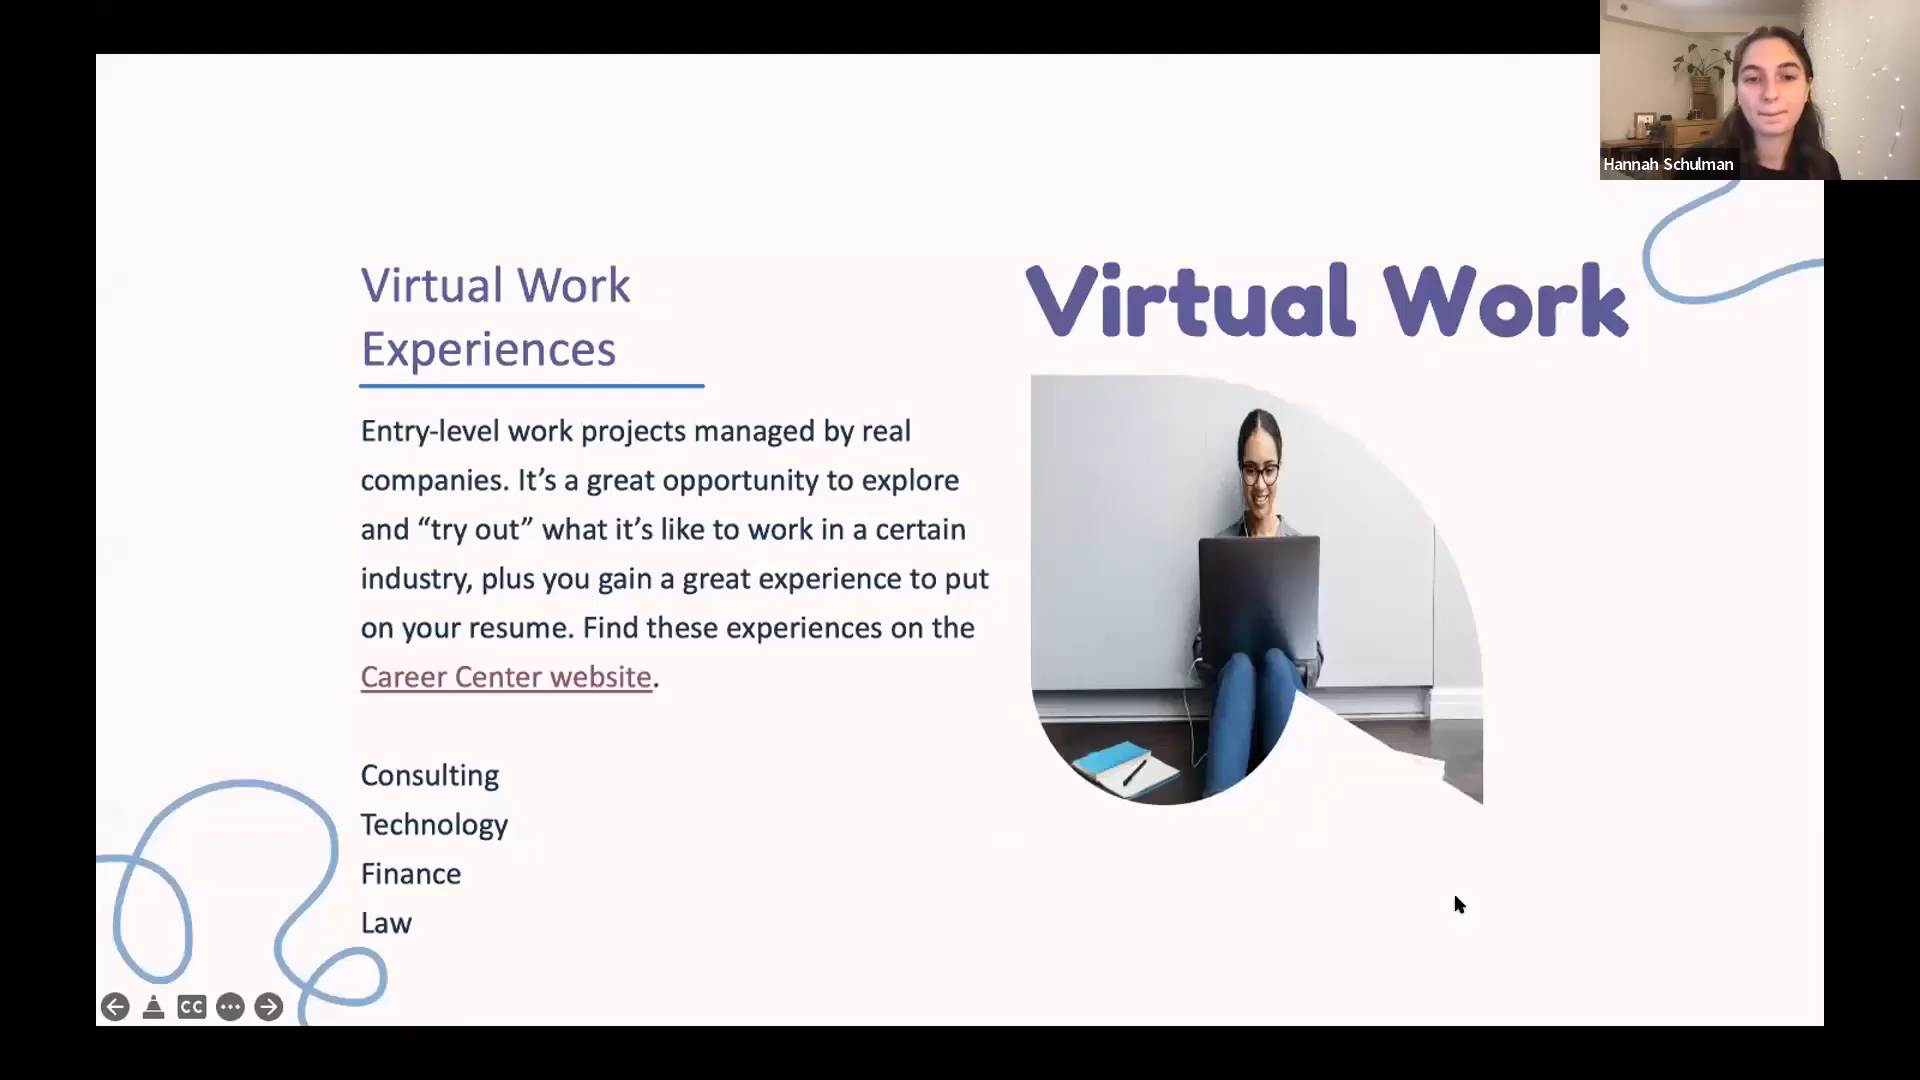 Hannah Schulman
Virtual Work
Experiences
Entry-level work projects managed by real
companies. It’s a great opportunity to explore
and “try out” what it’s like to work in a certain
industry, plus you gain a great experience to put
on your resume. Find these experiences on the
Career Center website.
Consulting
Technology
Finance
Law
Virtual Work
CC